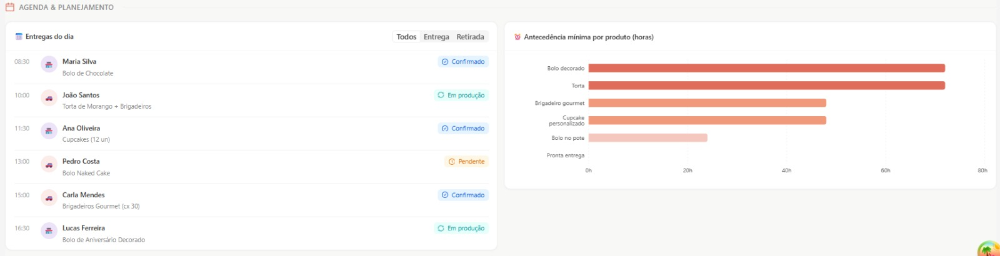 AGENDA & PLANEJAMENTO
Entregas do dia
Todos Entrega Retirada
08:30 Maria Silva Confirmado
Bolo de Chocolate
10:00 João Santos Em produção
Torta de Morango + Brigadeiros
11:30 Ana Oliveira Confirmado
Cupcakes (12 un)
13:00 Pedro Costa Pendente
Bolo Naked Cake
15:00 Carla Mendes Confirmado
Brigadeiros Gourmet (cx 30)
16:30 Lucas Ferreira Em produção
Bolo de Aniversário Decorado
Antecedência mínima por produto (horas)
Bolo decorado
Torta
Brigadeiro gourmet
Cupcake
personalizado
Bolo no pote
Pronta entrega
0h 20h 40h 60h 80h